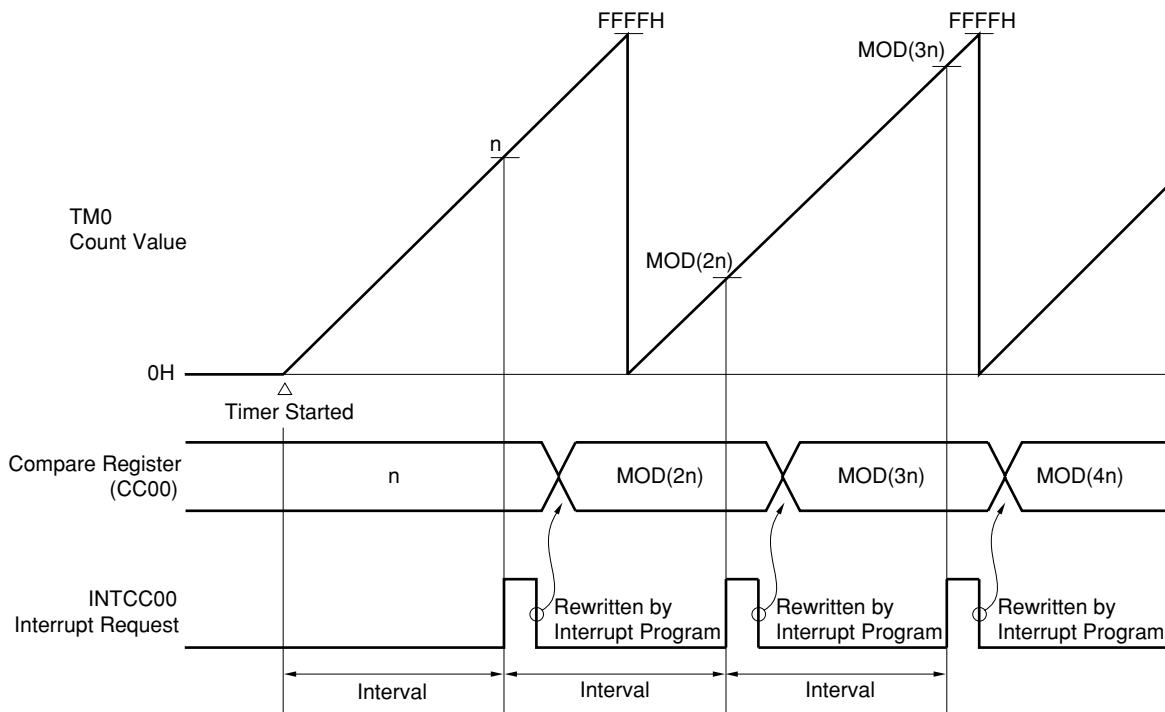 FFFFH
FFFFH
MOD(3n)
n
TM0
Count Value
MOD(2n)
0H
Timer Started
Compare Register
(CC00)
n
MOD(2n)
MOD(3n)
MOD(4n)
INTCC00
Interrupt Request
Rewritten by
Interrupt Program
Rewritten by
Interrupt Program
Rewritten by
Interrupt Program
Interval
Interval
Interval